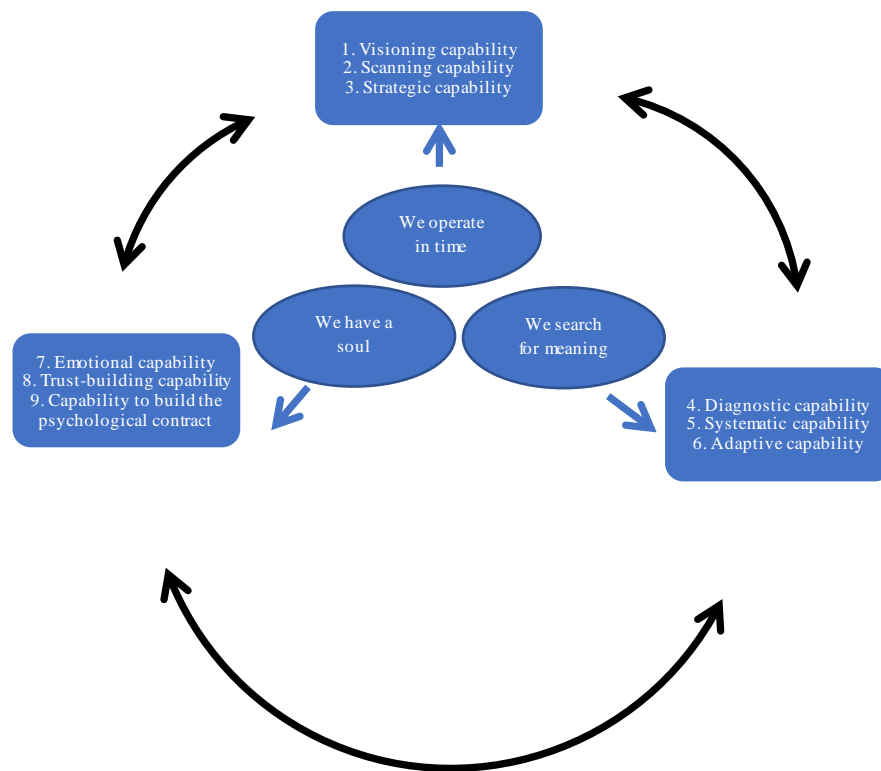 1. Visioning capability
2. Scanning capability
3. Strategic capability
We operate
in time
We have a
soul
We search
for meaning
7. Emotional capability
8. Trust-building capability
9. Capability to build the
psychological contract
4. Diagnostic capability
5. Systematic capability
6. Adaptive capability